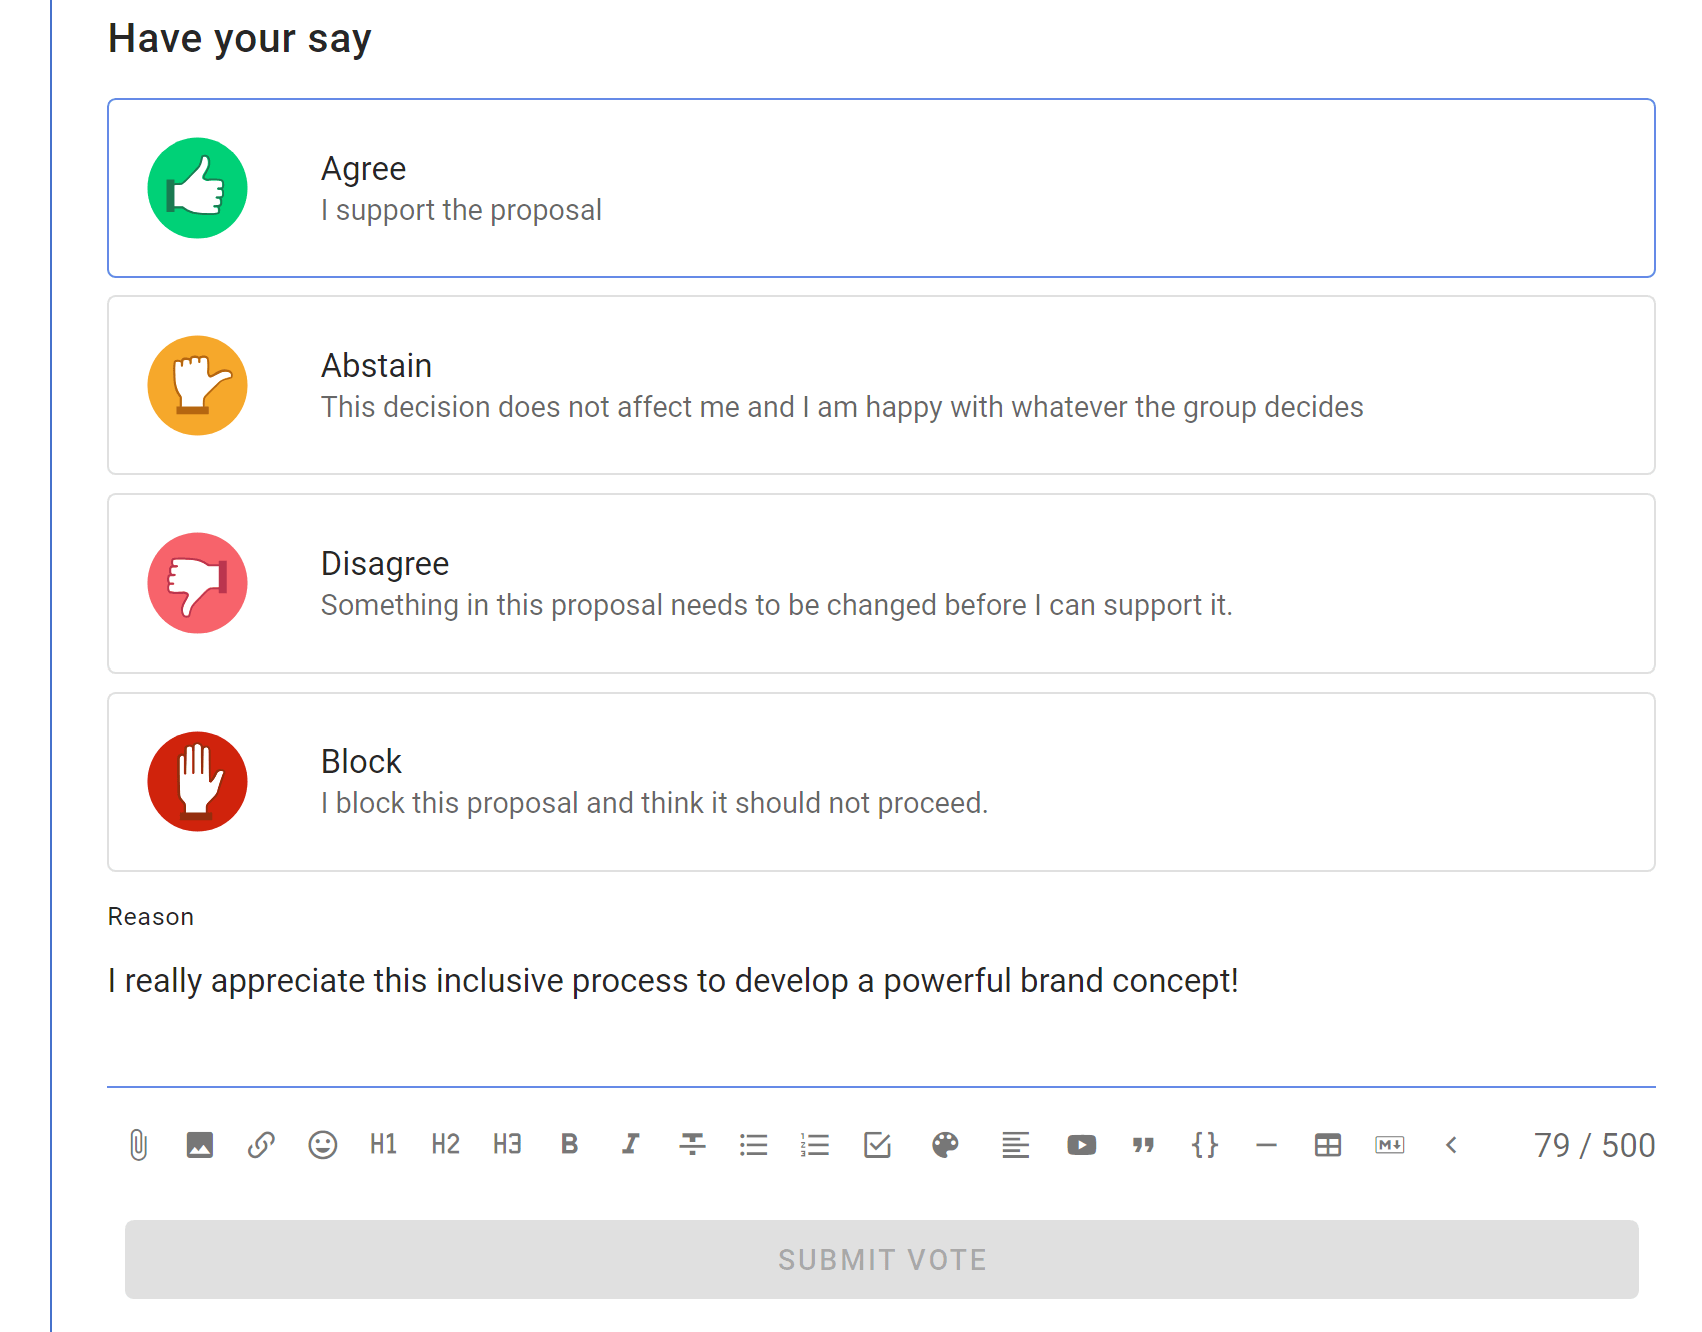 Have your say
Agree
I support the proposal
Abstain
This decision does not affect me and I am happy with whatever the group decides
Disagree
Something in this proposal needs to be changed before I can support it.
Block
I block this proposal and think it should not proceed.
Reason
I really appreciate this inclusive process to develop a powerful brand concept!
H1 H2 H3 B I 79 / 500
SUBMIT VOTE